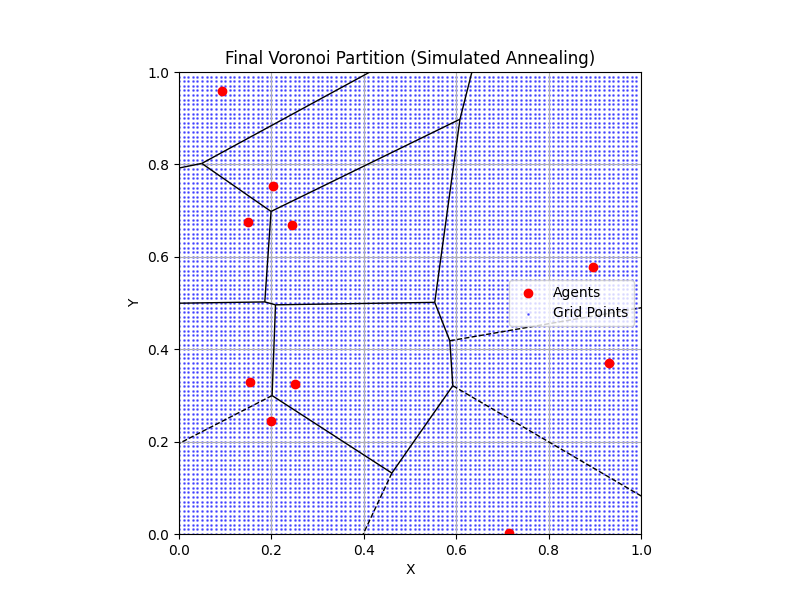 Final Voronoi Partition (Simulated Annealing)
1.0
0.8
0.6
0.4
0.2
0.0
Y
Agents
Grid Points
0.0 0.2 0.4 0.6 0.8 1.0
X